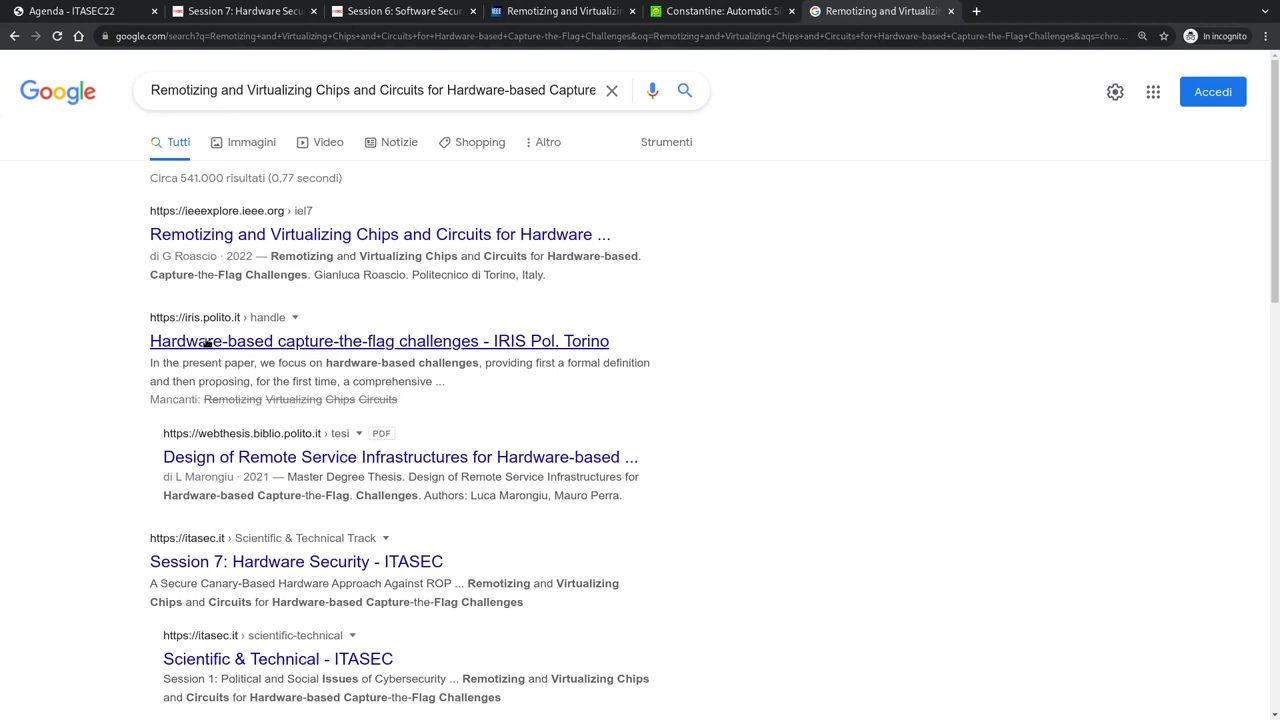 Agenda - ITASEC22
Session 7: Hardware Secu
Session 6: Software Secur
Remotizing and Virtualizin
Constantine: Automatic Si
Remotizing and Virtualizin
google.com/search?q=Remotizing+and+Virtualizing+Chips+and+Circuits+for+Hardware-based+Capture-the-Flag+Challenges&oq=Remotizing+and+Virtualizing+Chips+and+Circuits+for+Hardware-based+Capture-the-Flag+Challenges&aqs=chro...
In incognito
Google
Remotizing and Virtualizing Chips and Circuits for Hardware-based Capture
Accedi
Tutti
Immagini
Video
Notizie
Shopping
Altro
Strumenti
Circa 541.000 risultati (0,77 secondi)
https://ieeexplore.ieee.org › iel7
Remotizing and Virtualizing Chips and Circuits for Hardware ...
di G Roascio · 2022 — Remotizing and Virtualizing Chips and Circuits for Hardware-based.
Capture-the-Flag Challenges. Gianluca Roascio. Politecnico di Torino, Italy.
https://iris.polito.it › handle
Hardware-based capture-the-flag challenges - IRIS Pol. Torino
In the present paper, we focus on hardware-based challenges, providing first a formal definition
and then proposing, for the first time, a comprehensive ...
Mancanti: Remotizing Virtualizing Chips Circuits
https://webthesis.biblio.polito.it › tesi PDF
Design of Remote Service Infrastructures for Hardware-based ...
di L Marongiu · 2021 — Master Degree Thesis. Design of Remote Service Infrastructures for
Hardware-based Capture-the-Flag. Challenges. Authors: Luca Marongiu, Mauro Perra.
https://itasec.it › Scientific & Technical Track
Session 7: Hardware Security - ITASEC
A Secure Canary-Based Hardware Approach Against ROP ... Remotizing and Virtualizing
Chips and Circuits for Hardware-based Capture-the-Flag Challenges
https://itasec.it › scientific-technical
Scientific & Technical - ITASEC
Session 1: Political and Social Issues of Cybersecurity ... Remotizing and Virtualizing Chips
and Circuits for Hardware-based Capture-the-Flag Challenges